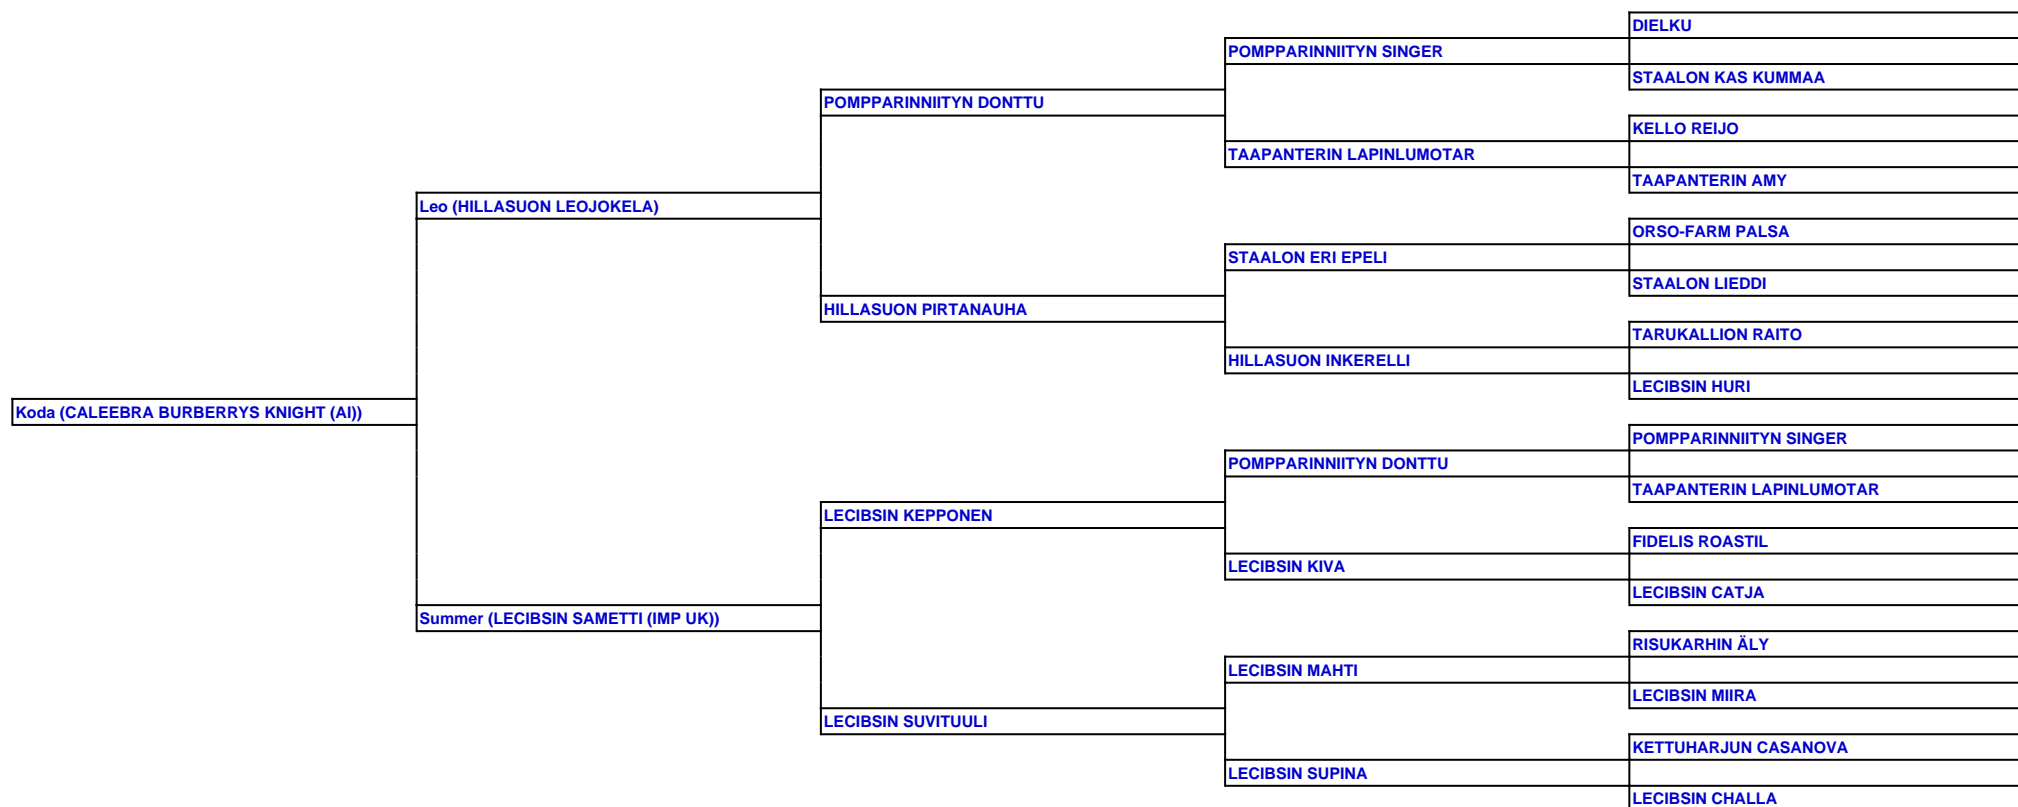 DIELKU
POMPPARINNIITYN SINGER
STAALON KAS KUMMAA
POMPPARINNIITYN DONTTU
KELLO REIJO
TAAPANTERIN LAPINLUMOTAR
TAAPANTERIN AMY
Leo (HILLASUON LEOJOKELA)
ORSO-FARM PALSA
STAALON ERI EPELI
STAALON LIEDDI
HILLASUON PIRTANAUHA
TARUKALLION RAITO
HILLASUON INKERELLI
LECIBSIN HURI
Koda (CALEEBRA BURBERRYS KNIGHT (AI))
POMPPARINNIITYN SINGER
POMPPARINNIITYN DONTTU
TAAPANTERIN LAPINLUMOTAR
LECIBSIN KEPPONEN
FIDELIS ROASTIL
LECIBSIN KIVA
LECIBSIN CATJA
Summer (LECIBSIN SAMETTI (IMP UK))
RISUKARHIN ÄLY
LECIBSIN MAHTI
LECIBSIN MIIRA
LECIBSIN SUVITUULI
KETTUHARJUN CASANOVA
LECIBSIN SUPINA
LECIBSIN CHALLA